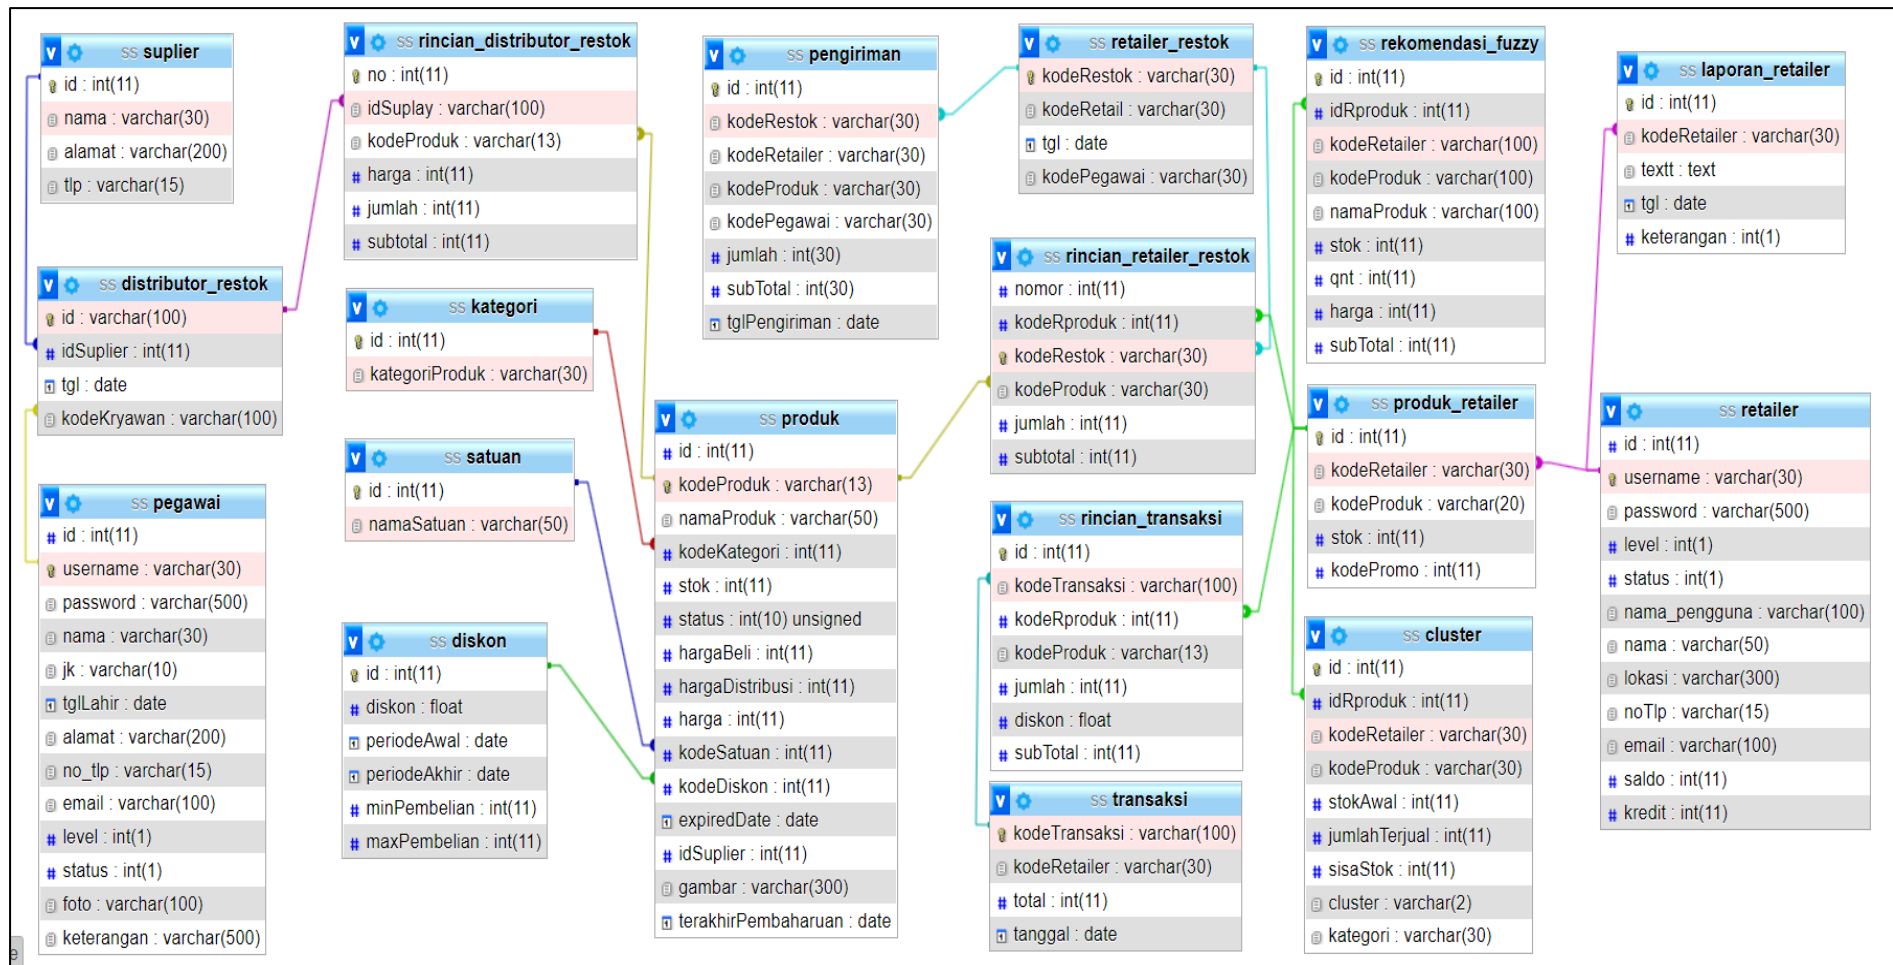 ss suplier
id : int(11)
nama : varchar(30)
alamat : varchar(200)
tlp : varchar(15)
ss distributor_restok
id : varchar(100)
idSuplier : int(11)
tgl : date
kodeKryawan : varchar(100)
ss pegawai
id : int(11)
username : varchar(30)
password : varchar(500)
nama : varchar(30)
jk : varchar(10)
tglLahir : date
alamat : varchar(200)
no_tlp : varchar(15)
email : varchar(100)
level : int(1)
status : int(1)
foto : varchar(100)
keterangan : varchar(500)
e
ss rincian_distributor_restok
no : int(11)
idSuplay : varchar(100)
kodeProduk : varchar(13)
harga : int(11)
jumlah : int(11)
subtotal : int(11)
ss kategori
id : int(11)
kategoriProduk : varchar(30)
ss satuan
id : int(11)
namaSatuan : varchar(50)
ss diskon
id : int(11)
diskon : float
periodeAwal : date
periodeAkhir : date
minPembelian : int(11)
maxPembelian : int(11)
ss pengiriman
id : int(11)
kodeRestok : varchar(30)
kodeRetailer : varchar(30)
kodeProduk : varchar(30)
kodePegawai : varchar(30)
jumlah : int(30)
subTotal : int(30)
tglPengiriman : date
ss produk
id : int(11)
kodeProduk : varchar(13)
namaProduk : varchar(50)
kodeKategori : int(11)
stok : int(11)
status : int(10) unsigned
hargaBeli : int(11)
hargaDistribusi : int(11)
harga : int(11)
kodeSatuan : int(11)
kodeDiskon : int(11)
expiredDate : date
idSuplier : int(11)
gambar : varchar(300)
terakhirPembaharuan : date
ss retailer_restok
kodeRestok : varchar(30)
kodeRetail : varchar(30)
tgl : date
kodePegawai : varchar(30)
ss rincian_retailer_restok
nomor : int(11)
kodeRproduk : int(11)
kodeRestok : varchar(30)
kodeProduk : varchar(30)
jumlah : int(11)
subtotal : int(11)
ss rincian_transaksi
id : int(11)
kodeTransaksi : varchar(100)
kodeRproduk : int(11)
kodeProduk : varchar(13)
jumlah : int(11)
diskon : float
subTotal : int(11)
ss transaksi
kodeTransaksi : varchar(100)
kodeRetailer : varchar(30)
total : int(11)
tanggal : date
ss rekomendasi_fuzzy
id : int(11)
idRproduk : int(11)
kodeRetailer : varchar(100)
kodeProduk : varchar(100)
namaProduk : varchar(100)
stok : int(11)
qnt : int(11)
harga : int(11)
subTotal : int(11)
ss produk_retailer
id : int(11)
kodeRetailer : varchar(30)
kodeProduk : varchar(20)
stok : int(11)
kodePromo : int(11)
ss cluster
id : int(11)
idRproduk : int(11)
kodeRetailer : varchar(30)
kodeProduk : varchar(30)
stokAwal : int(11)
jumlahTerjual : int(11)
sisaStok : int(11)
cluster : varchar(2)
kategori : varchar(30)
ss laporan_retailer
id : int(11)
kodeRetailer : varchar(30)
textt : text
tgl : date
keterangan : int(1)
ss retailer
id : int(11)
username : varchar(30)
password : varchar(500)
level : int(1)
status : int(1)
nama_pengguna : varchar(100)
nama : varchar(50)
lokasi : varchar(300)
noTlp : varchar(15)
email : varchar(100)
saldo : int(11)
kredit : int(11)